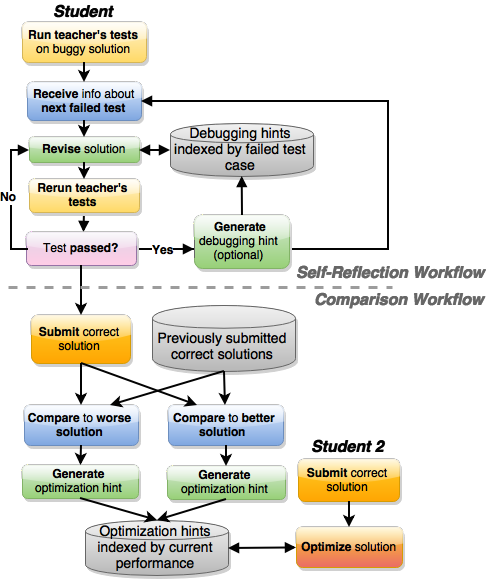 Student
Run teacher's tests
on buggy solution
Receive info about
next failed test
Revise solution
Debugging hints
indexed by failed test
case
No
Rerun teacher's
tests
Test passed?
Yes
Generate
debugging hint
(optional)
Self-Reflection Workflow
Comparison Workflow
Submit correct
solution
Previously submitted
correct solutions
Compare to worse
solution
Compare to better
solution
Student 2
Generate
optimization hint
Generate
optimization hint
Submit correct
solution
Optimization hints
indexed by current
performance
Optimize solution